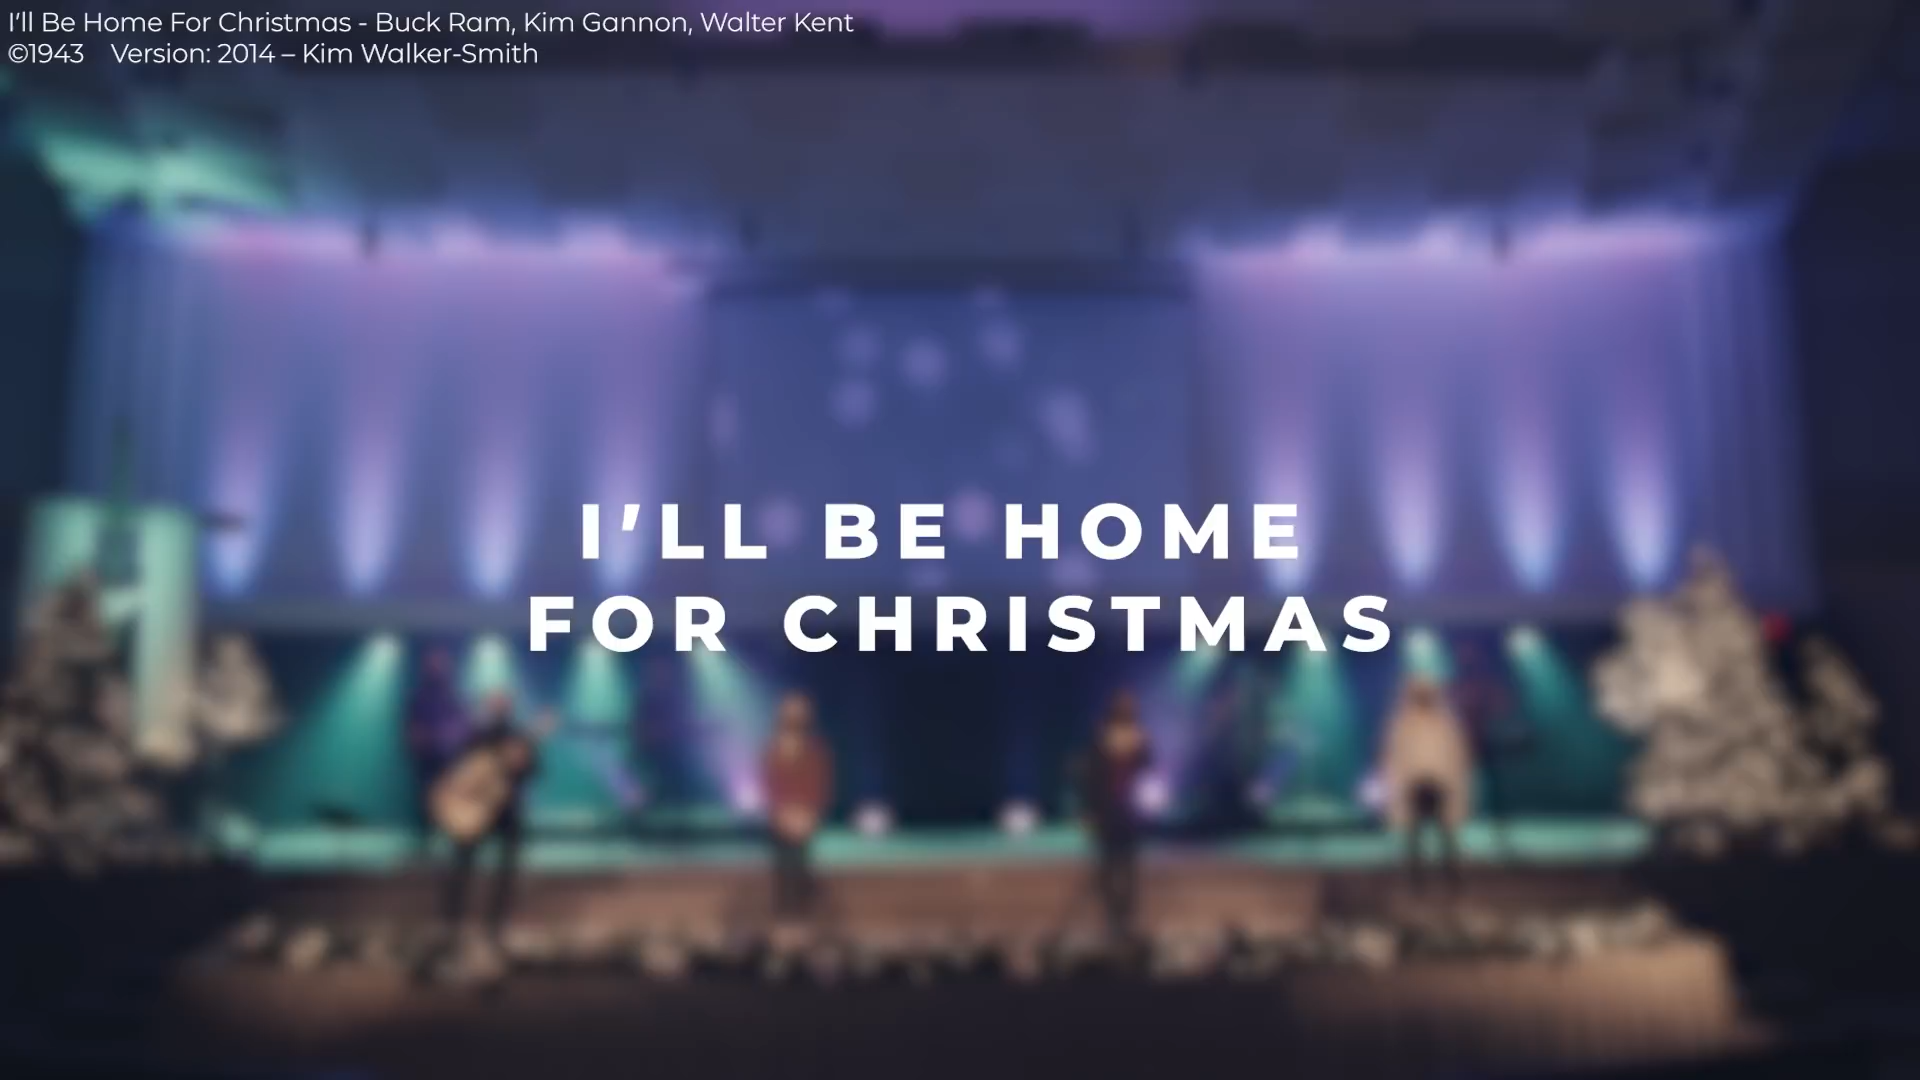 I'll Be Home For Christmas - Buck Ram, Kim Gannon, Walter Kent
©1943    Version: 2014 – Kim Walker-Smith
I'LL BE HOME
FOR CHRISTMAS